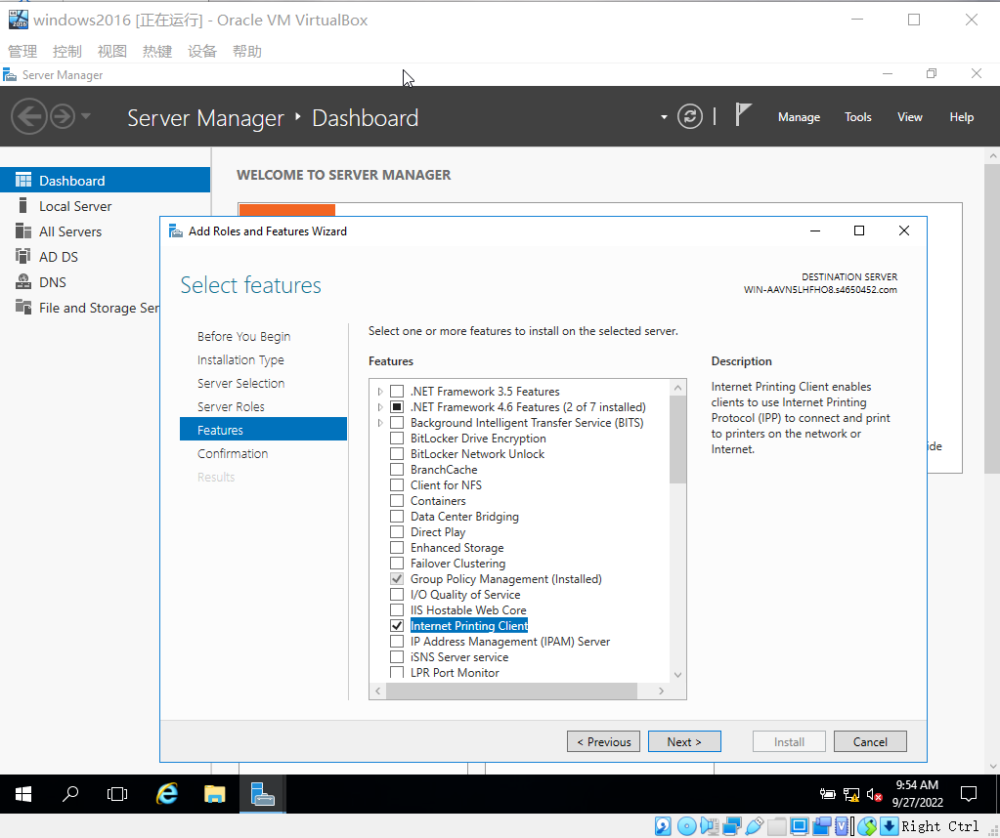 windows2016 [正在运行] - Oracle VM VirtualBox
管理 控制 视图 热键 设备 帮助
Server Manager
Server Manager Dashboard
Manage Tools View Help
Dashboard
Local Server
All Servers
AD DS
DNS
File and Storage Ser
WELCOME TO SERVER MANAGER
Add Roles and Features Wizard
Select features
DESTINATION SERVER
WIN-AAVN5LHFHO8.s4650452.com
Before You Begin
Installation Type
Server Selection
Server Roles
Features
Confirmation
Results
Select one or more features to install on the selected server.
Features
.NET Framework 3.5 Features
.NET Framework 4.6 Features (2 of 7 installed)
Background Intelligent Transfer Service (BITS)
BitLocker Drive Encryption
BitLocker Network Unlock
BranchCache
Client for NFS
Containers
Data Center Bridging
Direct Play
Enhanced Storage
Failover Clustering
Group Policy Management (Installed)
I/O Quality of Service
IIS Hostable Web Core
Internet Printing Client
IP Address Management (IPAM) Server
iSNS Server service
LPR Port Monitor
Description
Internet Printing Client enables
clients to use Internet Printing
Protocol (IPP) to connect and print
to printers on the network or
Internet.
ide
< Previous Next > Install Cancel
9:54 AM
9/27/2022
Right Ctrl